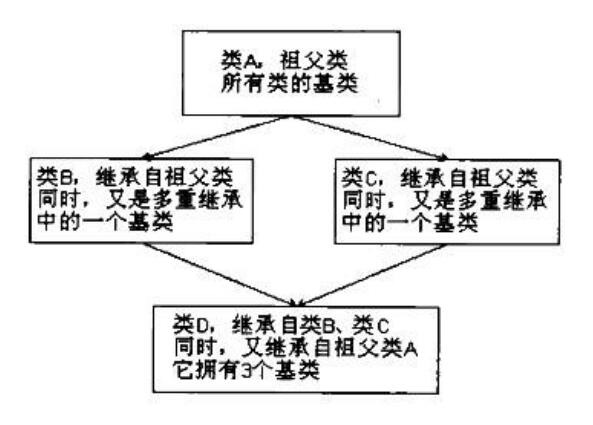 类A，祖父类
所有类的基类
类B，继承自祖父类
同时，又是多重继承
中的一个基类
类C，继承自祖父类
同时，又是多重继承
中的一个基类
类D，继承自类B、类C
同时，又继承自祖父类A
它拥有3个基类